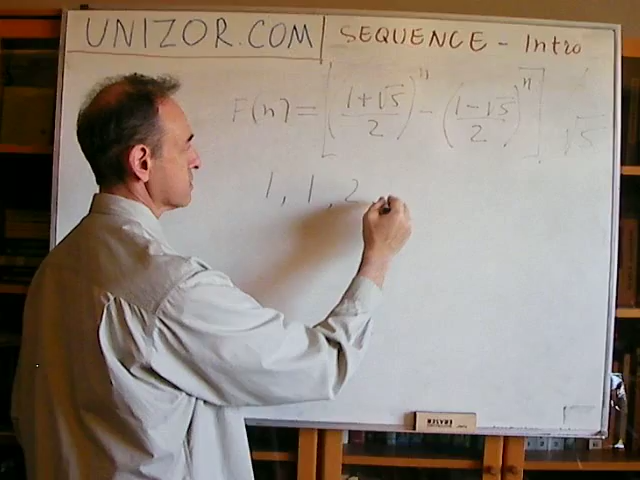 UNIZOR.COM | SEQUENCE - Intro
F(n) = [((1+√5)/2)^n - ((1-√5)/2)^n] / √5
1, 1, 2